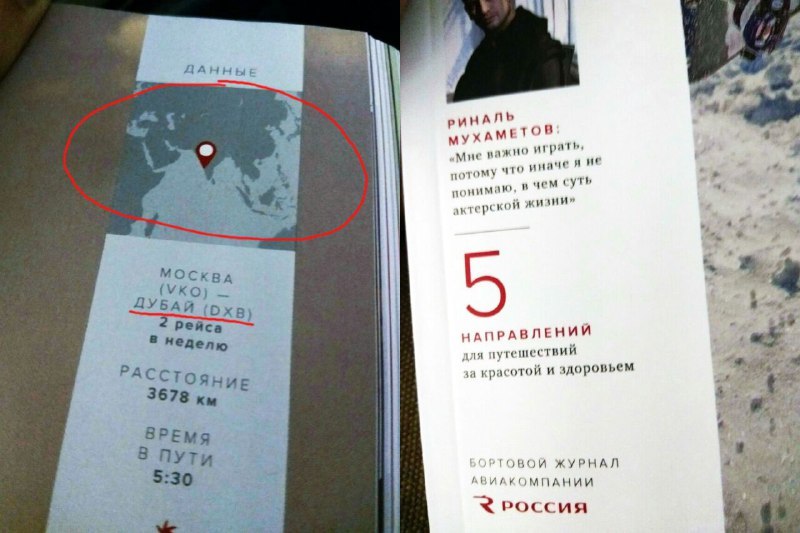 ДАННЫЕ
МОСКВА
(VKO) —
ДУБАЙ (DXB)
2 рейса
в неделю
РАССТОЯНИЕ
3678 км
ВРЕМЯ
В ПУТИ
5:30
РИНАЛЬ
МУХАМЕТОВ:
«Мне важно играть,
потому что иначе я не
понимаю, в чем суть
актерской жизни»
5
НАПРАВЛЕНИЙ
для путешествий
за красотой и здоровьем
БОРТОВОЙ ЖУРНАЛ
АВИАКОМПАНИИ
РОССИЯ